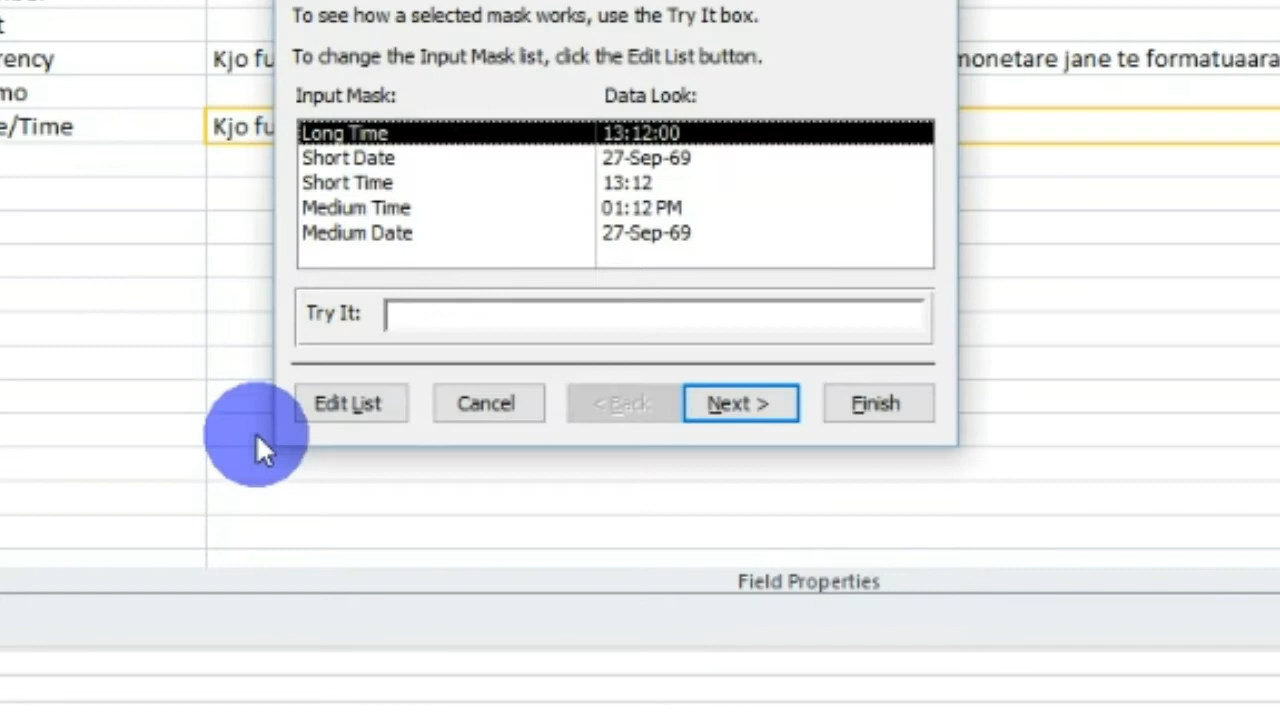 To see how a selected mask works, use the Try It box.
rency Kjo fu To change the Input Mask list, click the Edit List button. monetare jane te formatuaara
mo
Input Mask: Data Look:
e/Time Kjo fu
Long Time 13:12:00
Short Date 27-Sep-69
Short Time 13:12
Medium Time 01:12 PM
Medium Date 27-Sep-69
Try It:
Edit List Cancel < Back Next > Finish
Field Properties